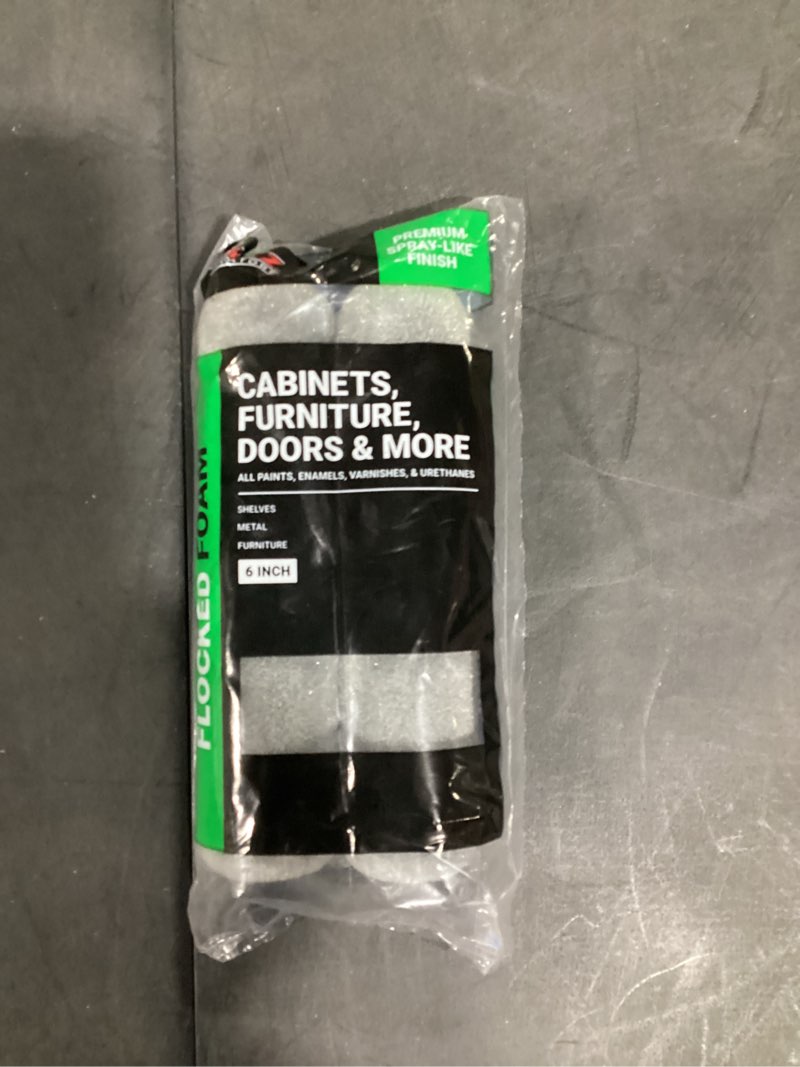 PREMIUM
SPRAY-LIKE
FINISH
CABINETS,
FURNITURE,
DOORS & MORE
ALL PAINTS, ENAMELS, VARNISHES, & URETHANES
SHELVES
METAL
FURNITURE
6 INCH
FLOCKED FOAM